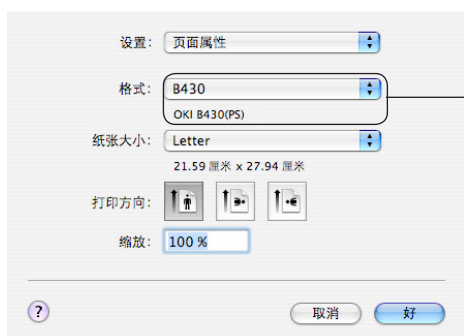 设置: 页面属性
格式: B430
OKI B430(PS)
纸张大小: Letter
21.59 厘米 x 27.94 厘米
打印方向:
缩放: 100 %
? 取消 好